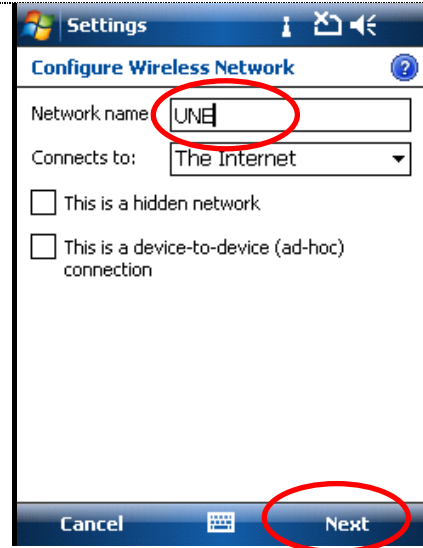 Settings
Configure Wireless Network
?
Network name
UNE
Connects to:
The Internet
This is a hidden network
This is a device-to-device (ad-hoc)
connection
Cancel
Next